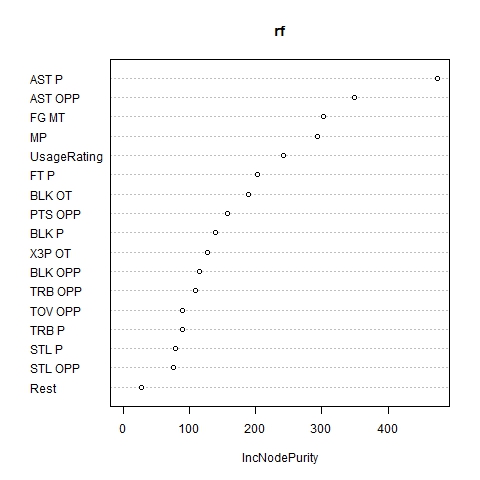 rf
AST P
AST OPP
FG MT
MP
UsageRating
FT P
BLK OT
PTS OPP
BLK P
X3P OT
BLK OPP
TRB OPP
TOV OPP
TRB P
STL P
STL OPP
Rest
0 100 200 300 400
IncNodePurity